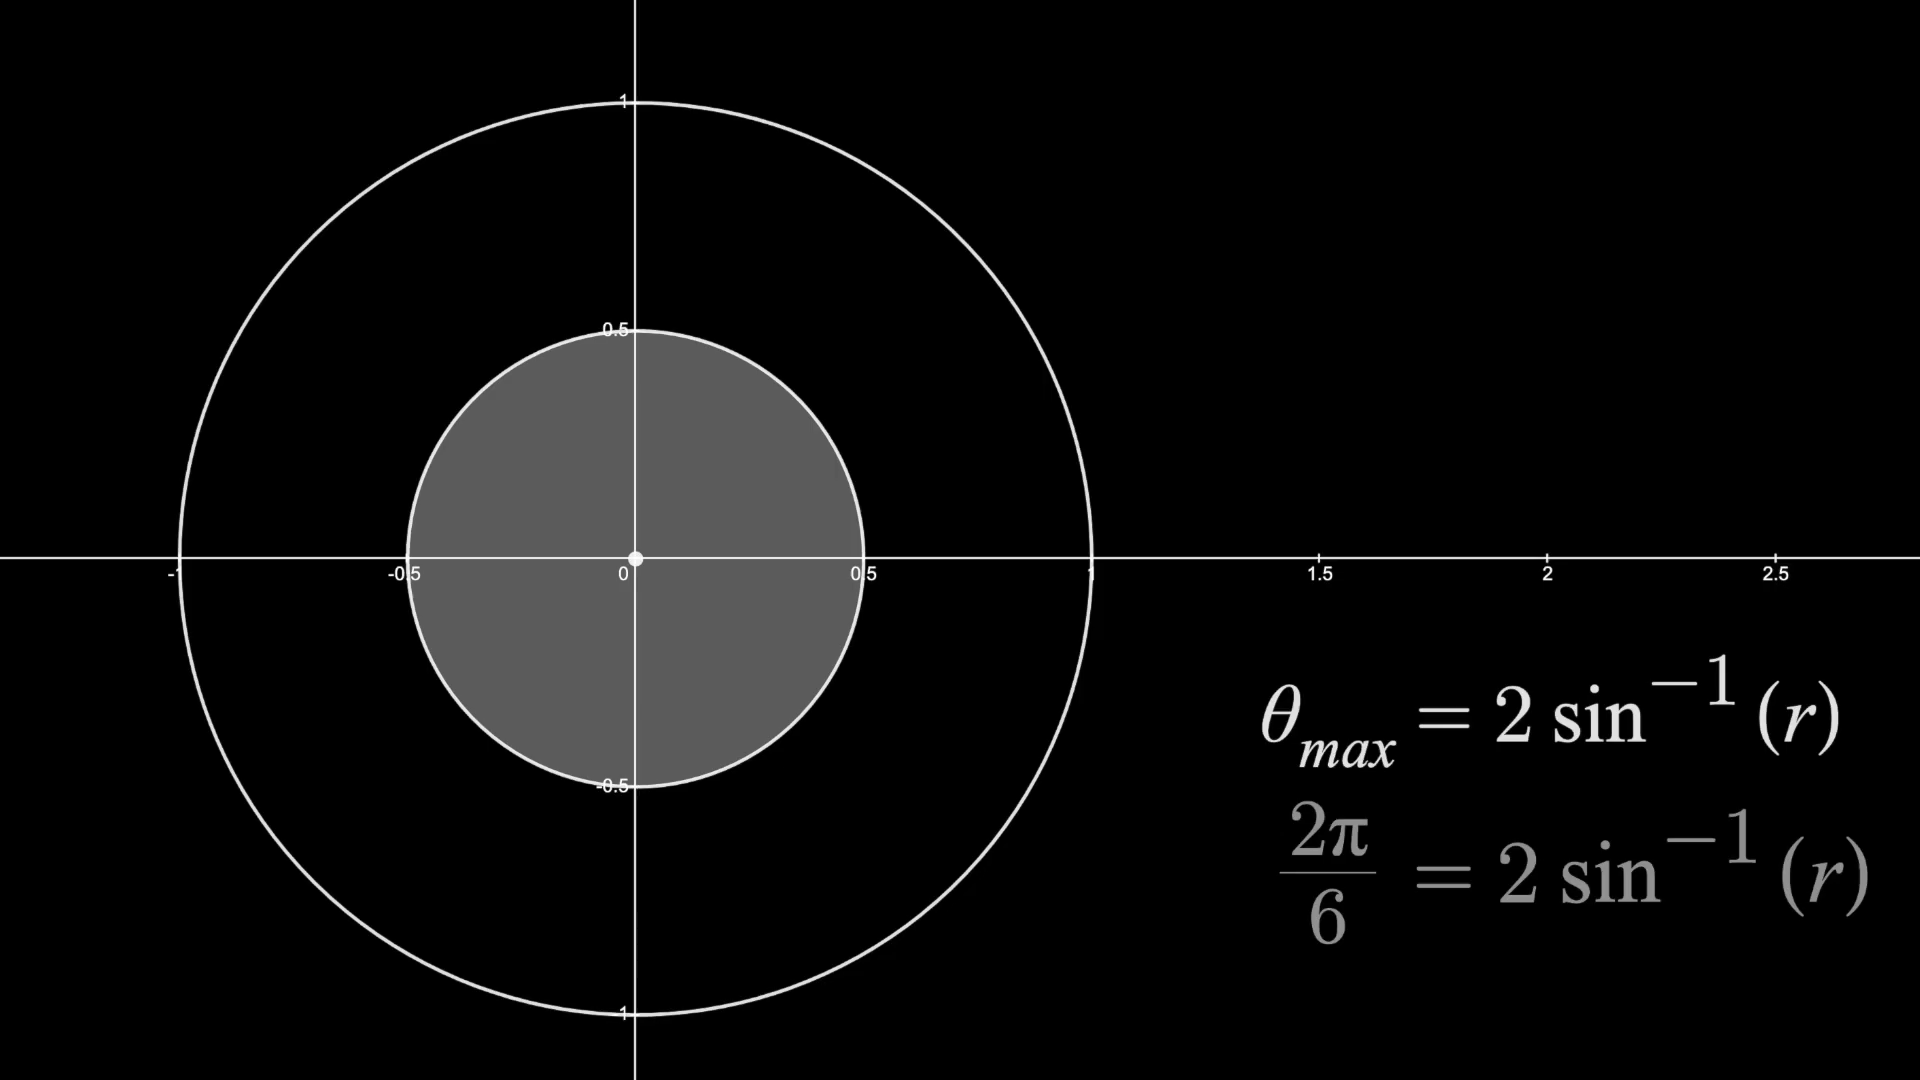 1
0.5
-1 -0.5 0 0.5 1 1.5 2 2.5
θ_max = 2 sin⁻¹(r)
-0.5
2π/6 = 2 sin⁻¹(r)
-1